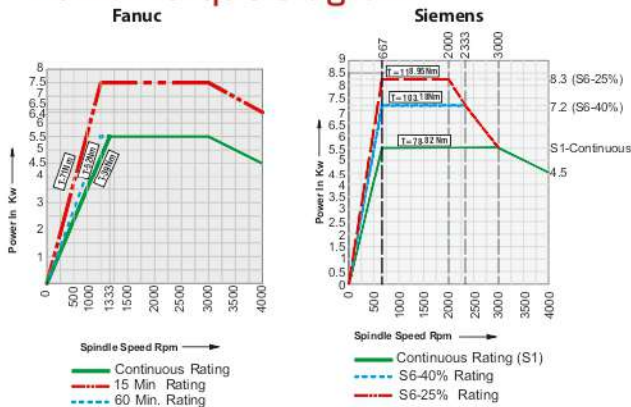 Fanuc
8
7.5
7
6.4
6
5.5
5
4.5
4
3
2
1
Power In Kw
T-71N.m
T-39Nm
0
500
1000
1333
1500
2000
2500
3000
3500
4000
Spindle Speed Rpm
Continuous Rating
15 Min Rating
60 Min. Rating
Siemens
667
2000
2333
3000
9
8.5
8
7.5
7
6.5
6
5.5
5
4.5
4
3.5
3
2.5
2
1.5
1
0.5
0
Power In Kw
T=118.95Nm
T=103.18Nm
T=78.82 Nm
8.3 (S6-25%)
7.2 (S6-40%)
S1-Continuous
4.5
0
500
1000
1500
2000
2500
3000
3500
4000
Spindle Speed Rpm
Continuous Rating (S1)
S6-40% Rating
S6-25% Rating